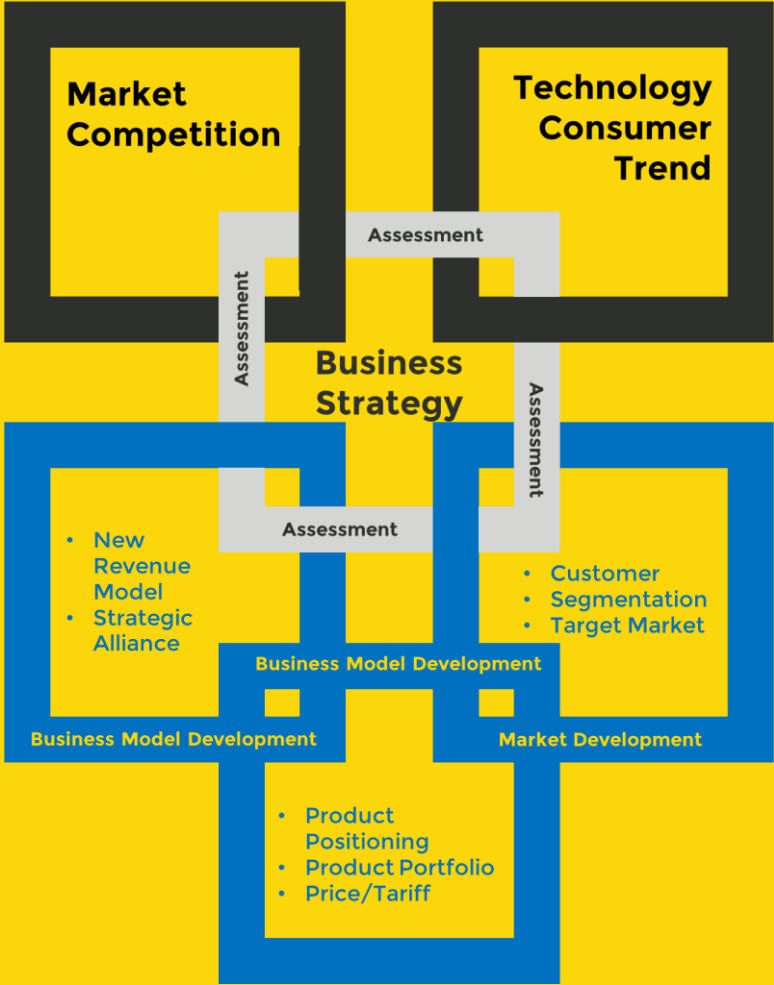 Market
Competition
Technology
Consumer
Trend
Assessment
Assessment
Business
Strategy
Assessment
Assessment
• New
Revenue
Model
• Strategic
Alliance
• Customer
• Segmentation
• Target Market
Business Model Development
Business Model Development
Market Development
• Product
Positioning
• Product Portfolio
• Price/Tariff